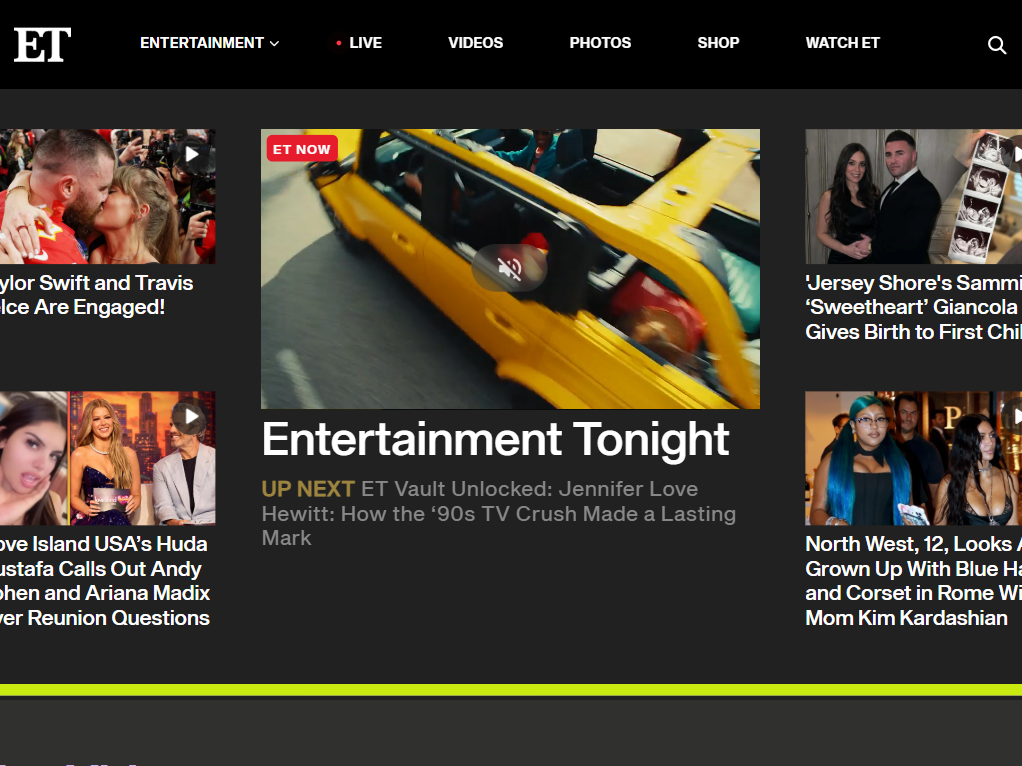 ET
ENTERTAINMENT
LIVE
VIDEOS
PHOTOS
SHOP
WATCH ET
ylor Swift and Travis
lce Are Engaged!
ove Island USA's Huda
ustafa Calls Out Andy
ohen and Ariana Madix
ver Reunion Questions
ET NOW
Entertainment Tonight
UP NEXT ET Vault Unlocked: Jennifer Love
Hewitt: How the ‘90s TV Crush Made a Lasting
Mark
'Jersey Shore's Sammi
‘Sweetheart’ Giancola
Gives Birth to First Chil
North West, 12, Looks A
Grown Up With Blue Ha
and Corset in Rome Wi
Mom Kim Kardashian